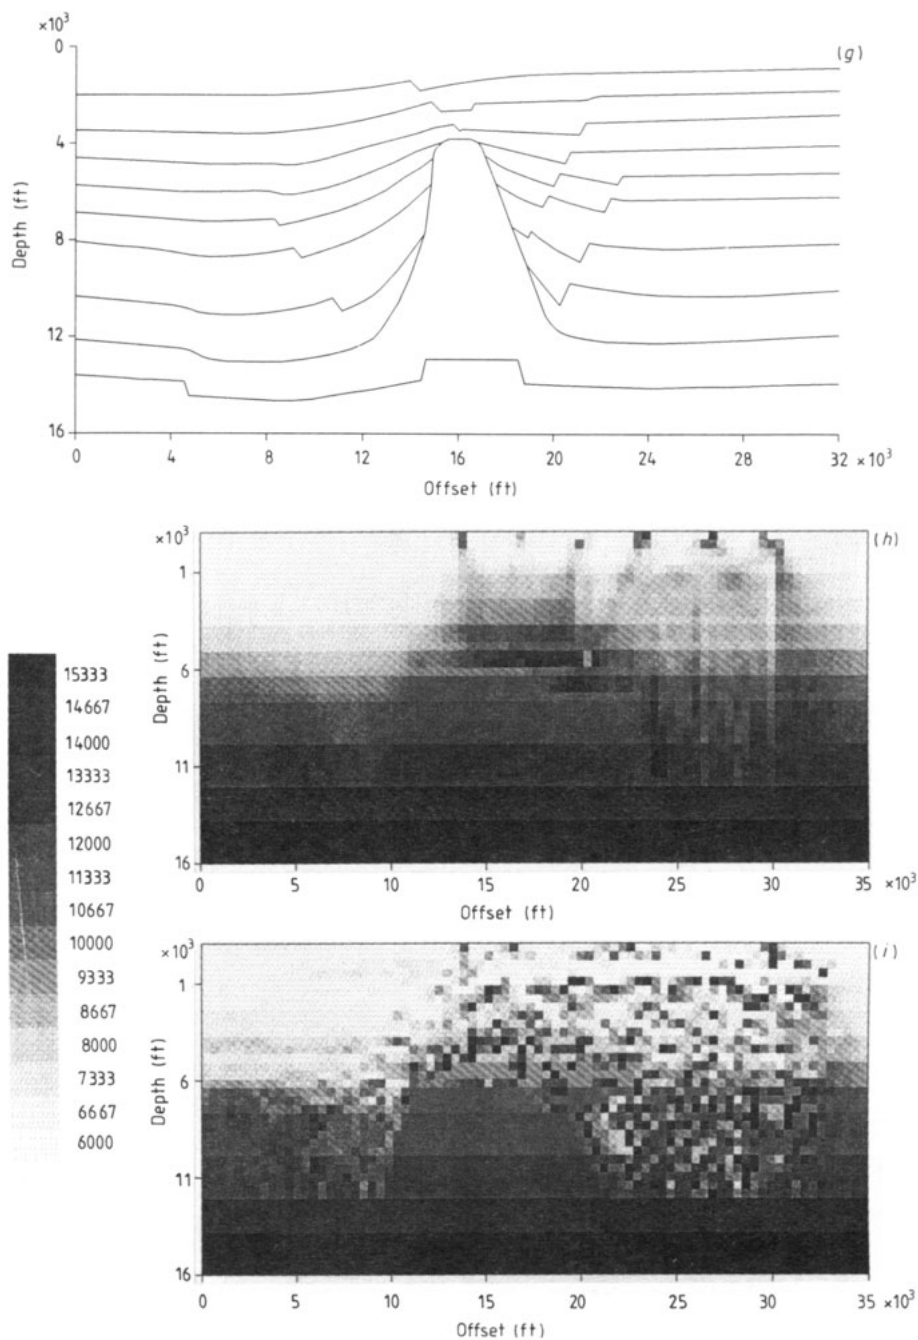 ×10³
(g)
0
4
8
12
16
Depth (ft)
0 4 8 12 16 20 24 28 32 ×10³
Offset (ft)
×10³
(h)
1
6
11
16
Depth (ft)
0 5 10 15 20 25 30 35 ×10³
Offset (ft)
15333
14667
14000
13333
12667
12000
11333
10667
10000
9333
8667
8000
7333
6667
6000
×10³
(i)
1
6
11
16
Depth (ft)
0 5 10 15 20 25 30 35 ×10³
Offset (ft)